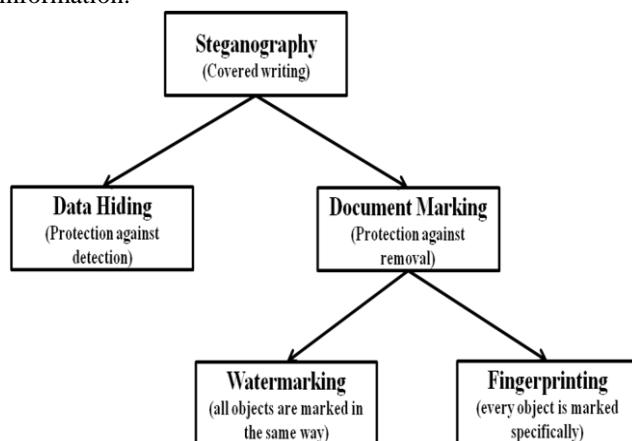 Steganography
(Covered writing)
Data Hiding
(Protection against
detection)
Document Marking
(Protection against
removal)
Watermarking
(all objects are marked in
the same way)
Fingerprinting
(every object is marked
specifically)